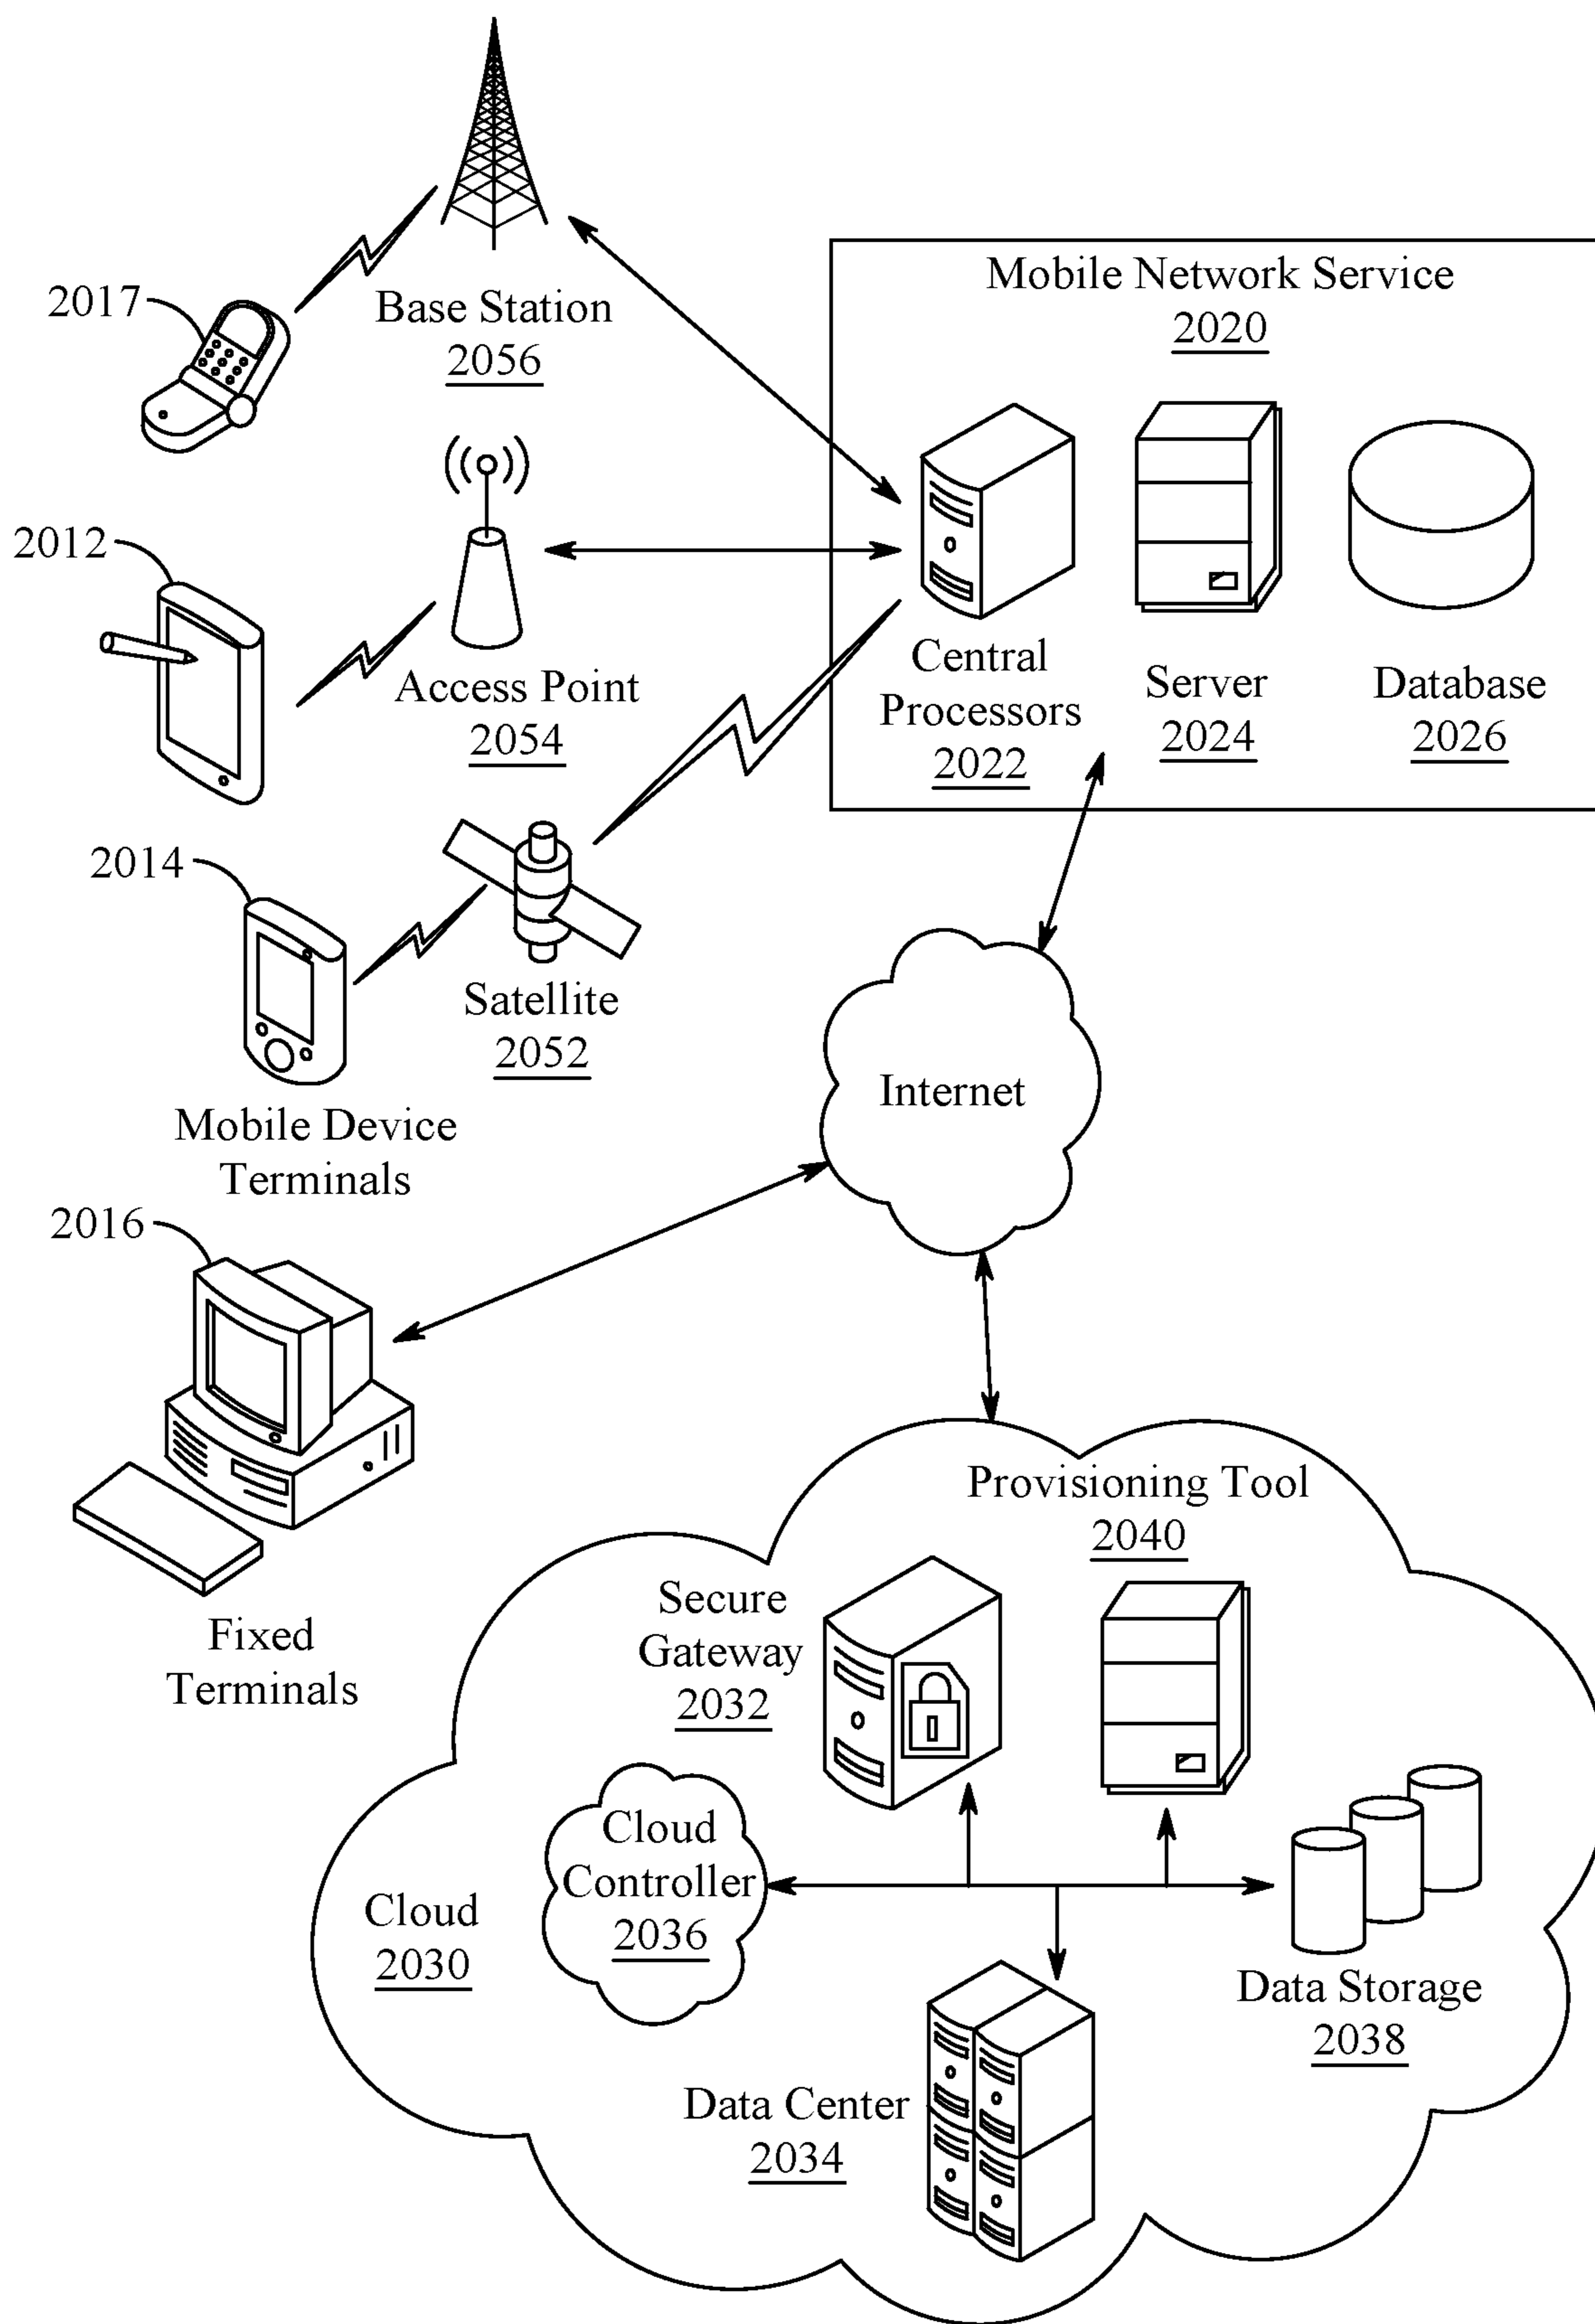 2017
Base Station
2056
Mobile Network Service
2020
2012
Access Point
2054
Central
Processors
2022
Server
2024
Database
2026
2014
Satellite
2052
Mobile Device
Terminals
Internet
2016
Fixed
Terminals
Provisioning Tool
2040
Secure
Gateway
2032
Cloud
Controller
2036
Cloud
2030
Data Storage
2038
Data Center
2034